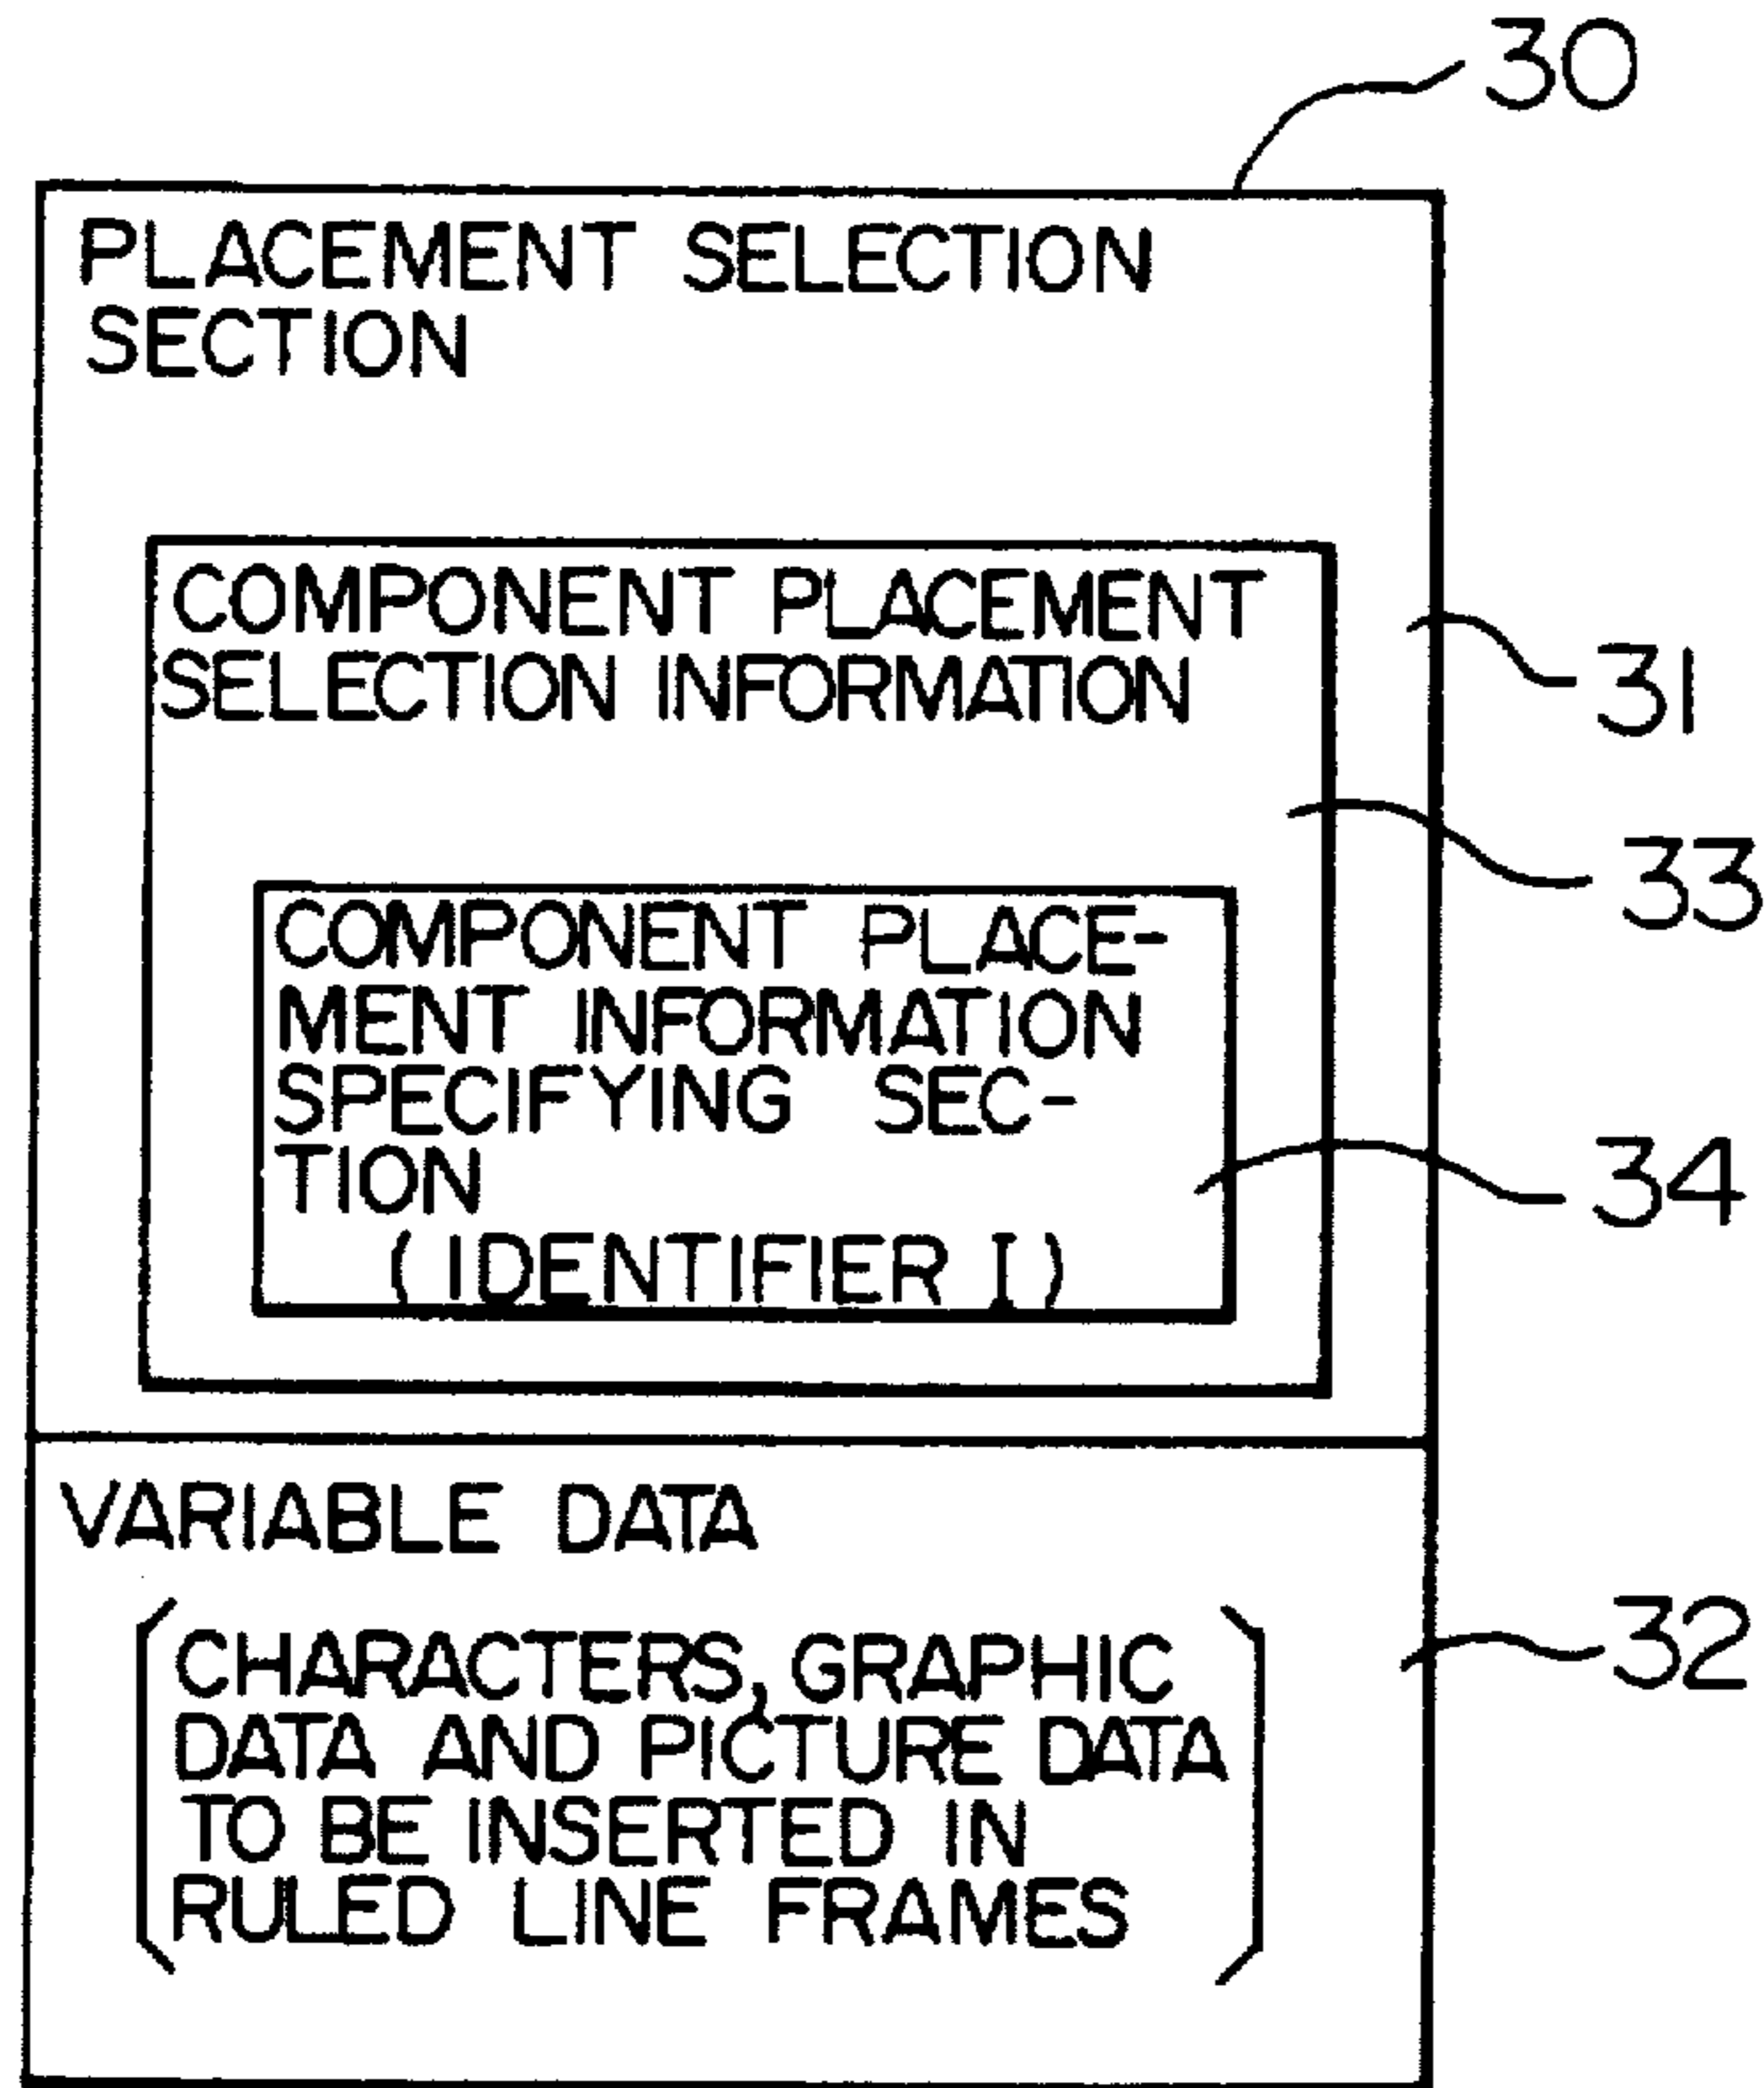 30
PLACEMENT SELECTION
SECTION
COMPONENT PLACEMENT
SELECTION INFORMATION
31
33
COMPONENT PLACE-
MENT INFORMATION
SPECIFYING SEC-
TION
(IDENTIFIER I)
34
VARIABLE DATA
CHARACTERS, GRAPHIC
DATA AND PICTURE DATA
TO BE INSERTED IN
RULED LINE FRAMES
32